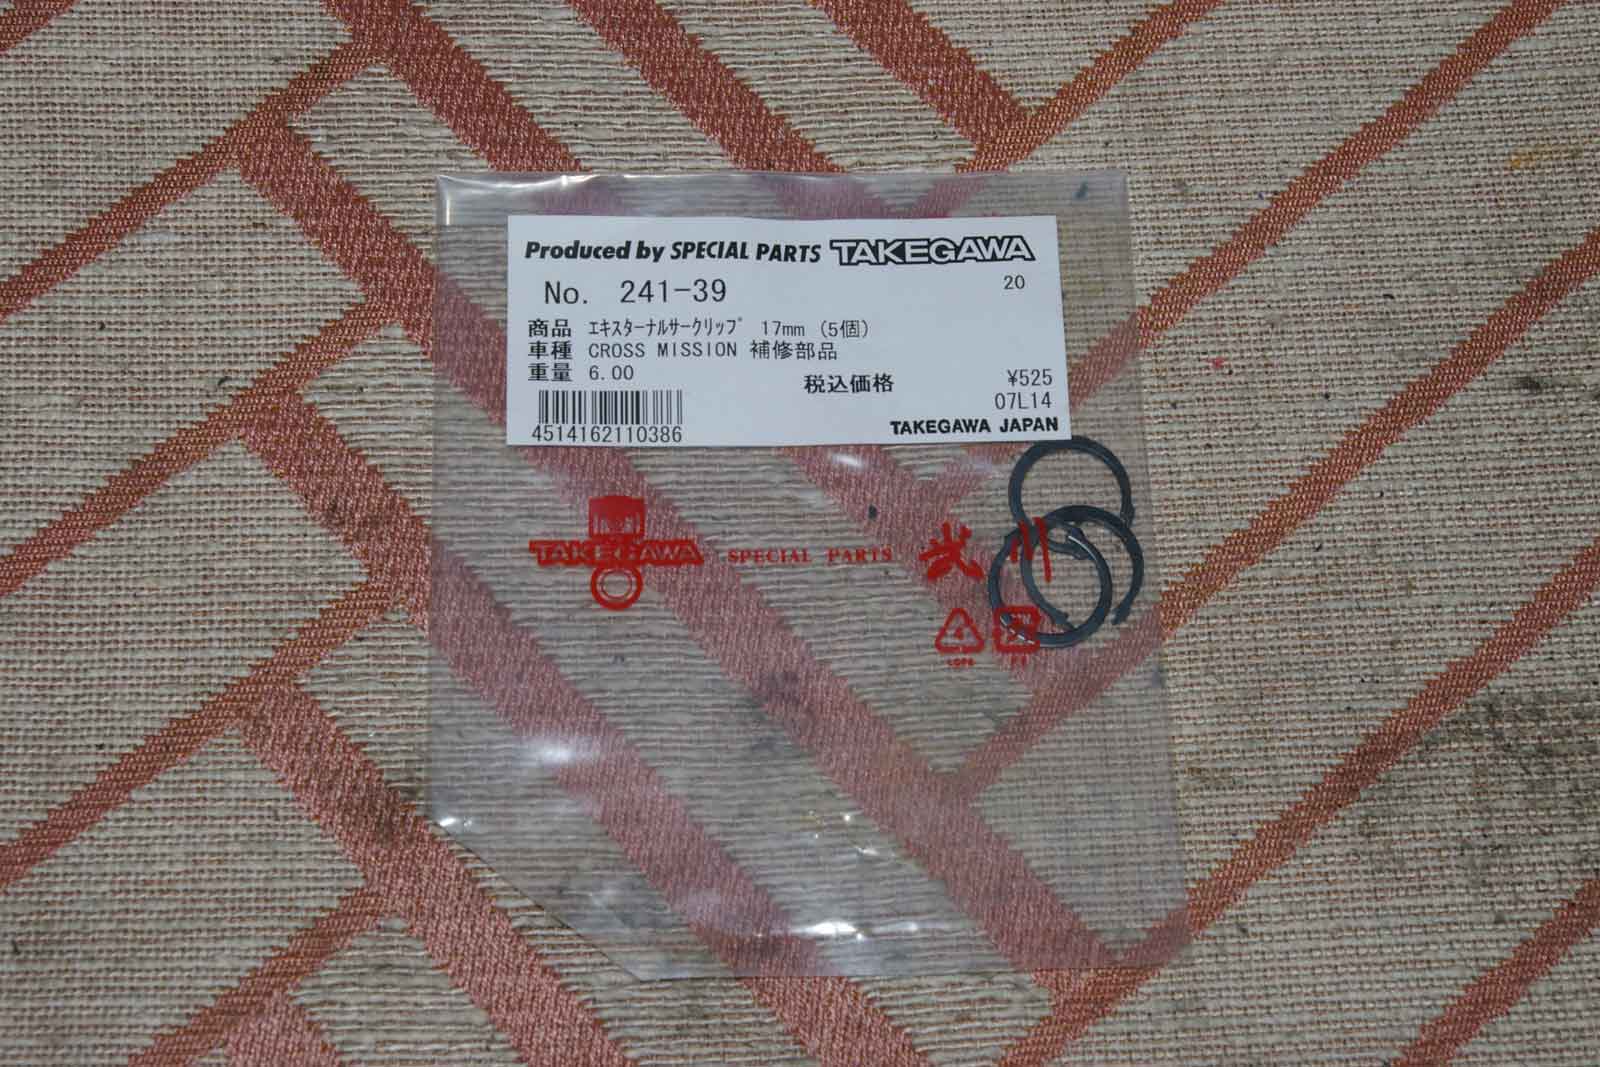 Produced by SPECIAL PARTS TAKEGAWA
No. 241-39 20
商品 エキスターナルサークリップ 17mm (5個)
車種 CROSS MISSION 補修部品
重量 6.00
税込価格 ¥525
07L14
4514162110386
TAKEGAWA JAPAN
TAKEGAWA SPECIAL PARTS 武川
4
LDPE